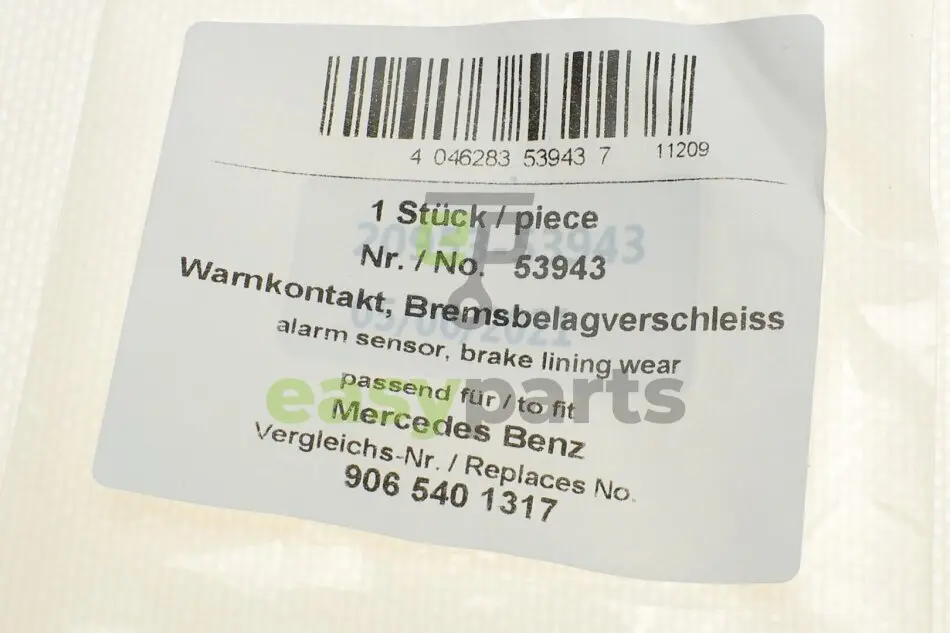 4 046283 53943 7 11209
1 Stück / piece
Nr. / No. 53943
Warnkontakt, Bremsbelagverschleiss
alarm sensor, brake lining wear
passend für / to fit
easyparts
Mercedes Benz
Vergleichs-Nr. / Replaces No.
906 540 1317